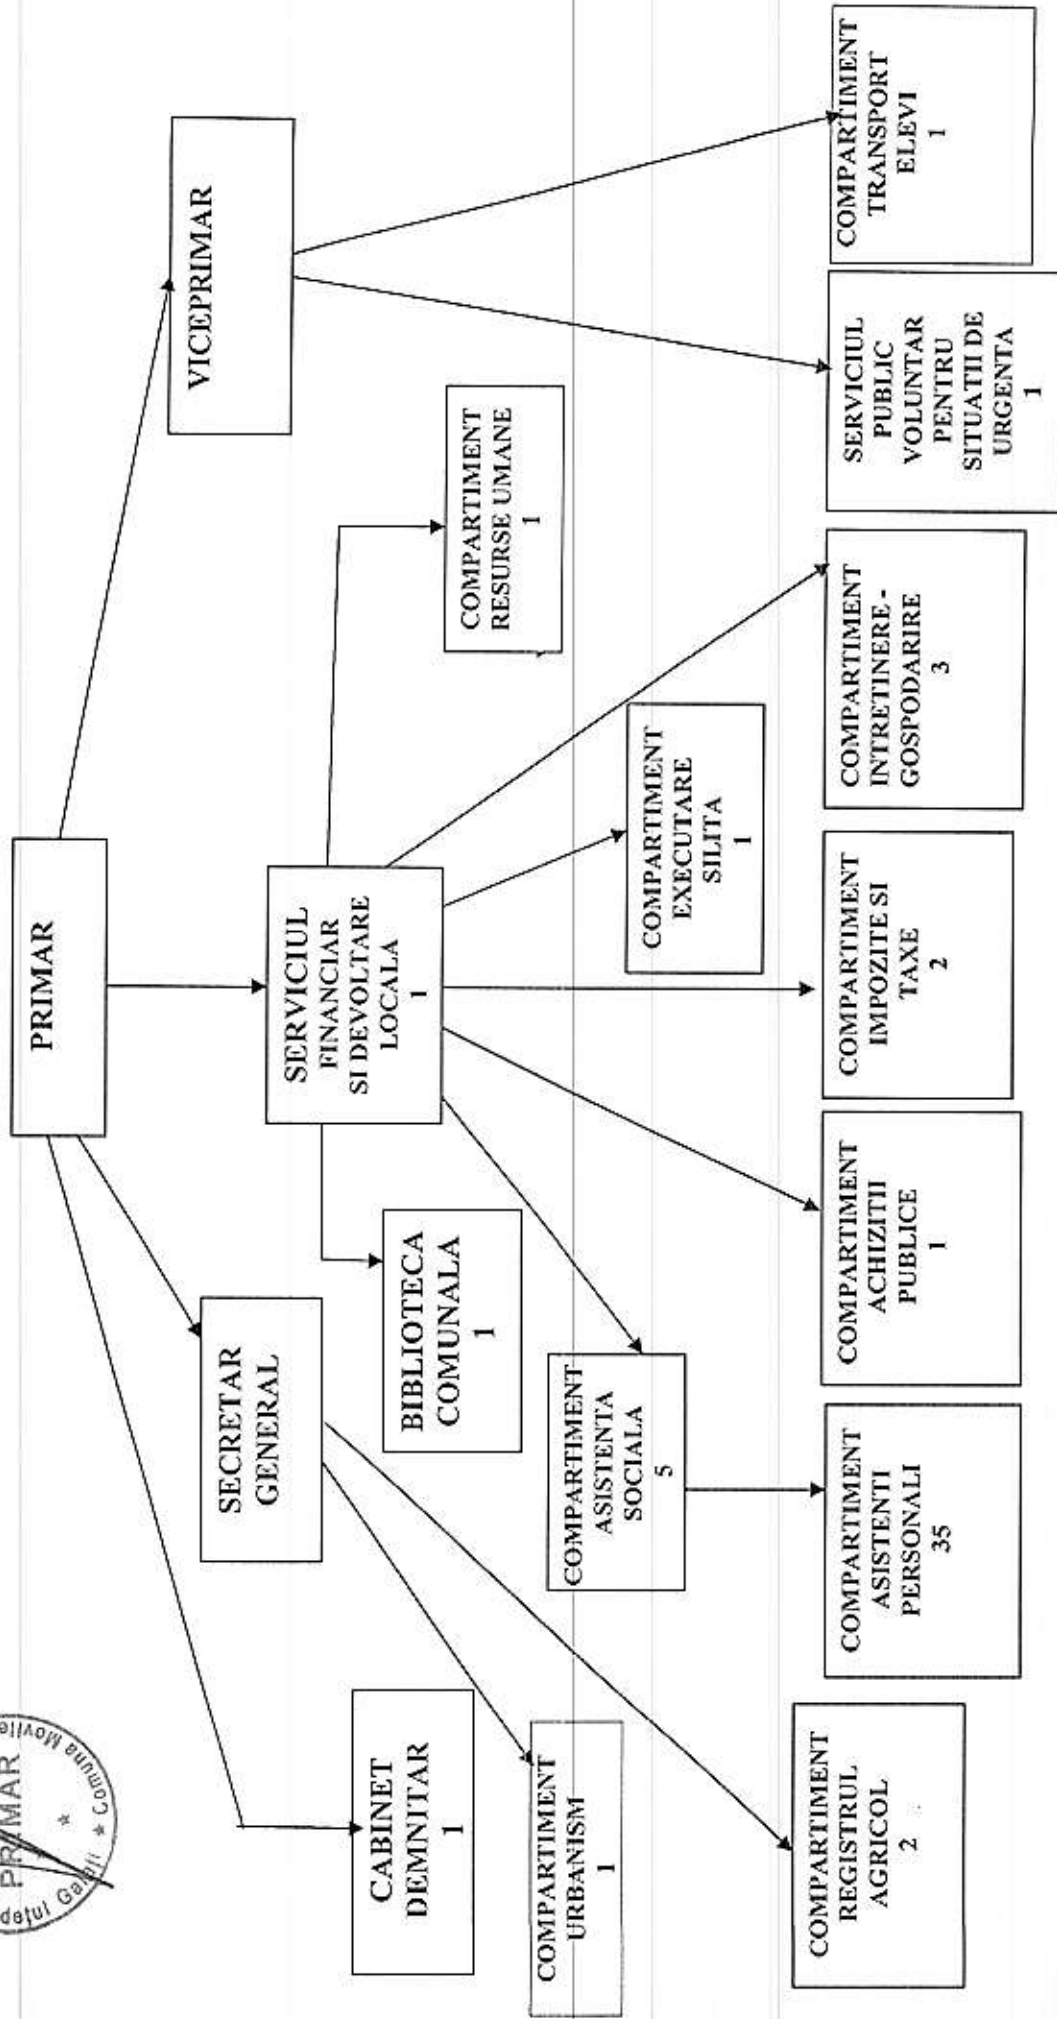 PRIMAR
Comuna Movile
PRIMAR
VICEPRIMAR
SECRETAR
GENERAL
SERVICIUL
FINANCIAR
SI DEVOLTARE
LOCALA
1
CABINET
DEMNITAR
1
BIBLIOTECA
COMUNALA
1
COMPARTIMENT
RESURSE UMANE
1
COMPARTIMENT
URBANISM
1
COMPARTIMENT
ASISTENTA
SOCIALA
5
COMPARTIMENT
EXECUTARE
SILITA
1
COMPARTIMENT
REGISTRUL
AGRICOL
2
COMPARTIMENT
ASISTENTI
PERSONALI
35
COMPARTIMENT
ACHIZITII
PUBLICE
1
COMPARTIMENT
IMPOZITE SI
TAXE
2
COMPARTIMENT
INTRETINERE -
GOSPODARIRE
3
SERVICIUL
PUBLIC
VOLUNTAR
PENTRU
SITUATII DE
URGENTA
1
COMPARTIMENT
TRANSPORT
ELEVI
1